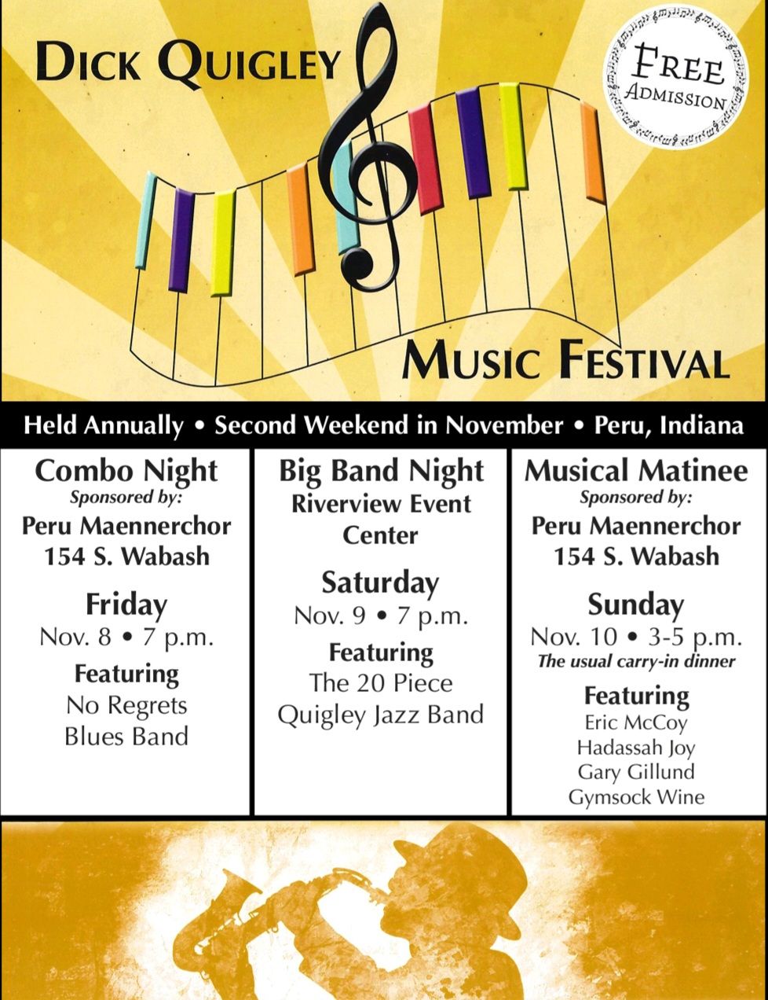 DICK QUIGLEY
FREE
ADMISSION
MUSIC FESTIVAL
Held Annually • Second Weekend in November • Peru, Indiana
Combo Night
Sponsored by:
Peru Maennerchor
154 S. Wabash
Friday
Nov. 8 • 7 p.m.
Featuring
No Regrets
Blues Band
Big Band Night
Riverview Event
Center
Saturday
Nov. 9 • 7 p.m.
Featuring
The 20 Piece
Quigley Jazz Band
Musical Matinee
Sponsored by:
Peru Maennerchor
154 S. Wabash
Sunday
Nov. 10 • 3-5 p.m.
The usual carry-in dinner
Featuring
Eric McCoy
Hadassah Joy
Gary Gillund
Gymsock Wine